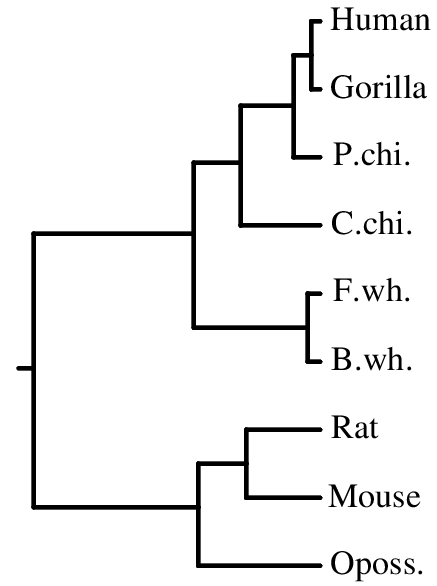 Human
Gorilla
P.chi.
C.chi.
F.wh.
B.wh.
Rat
Mouse
Oposs.